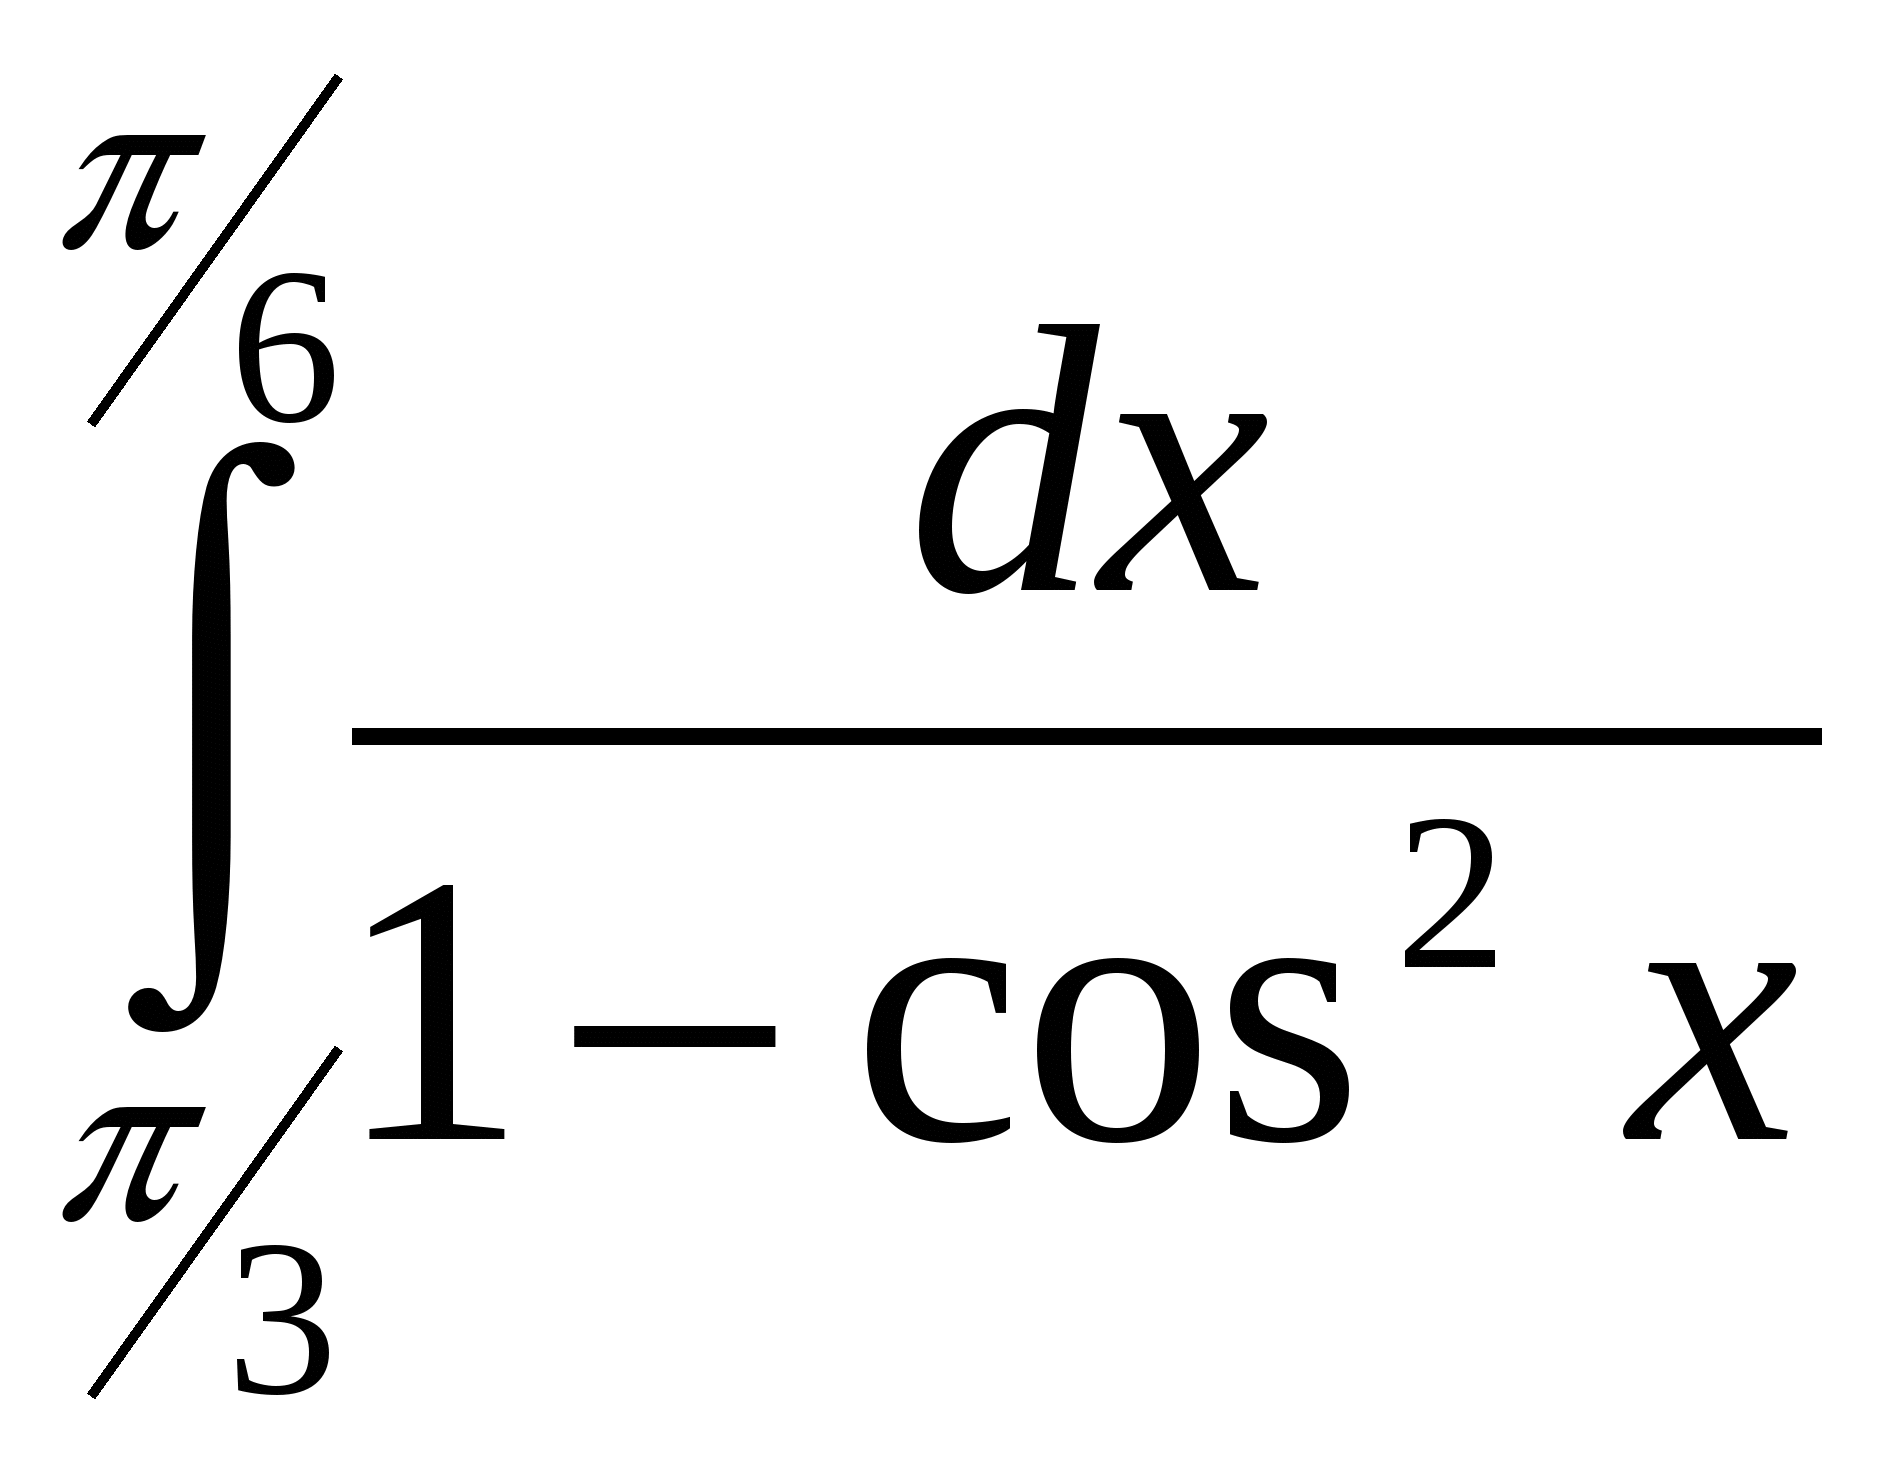 π/6
∫ dx / (1 − cos² x)
π/3